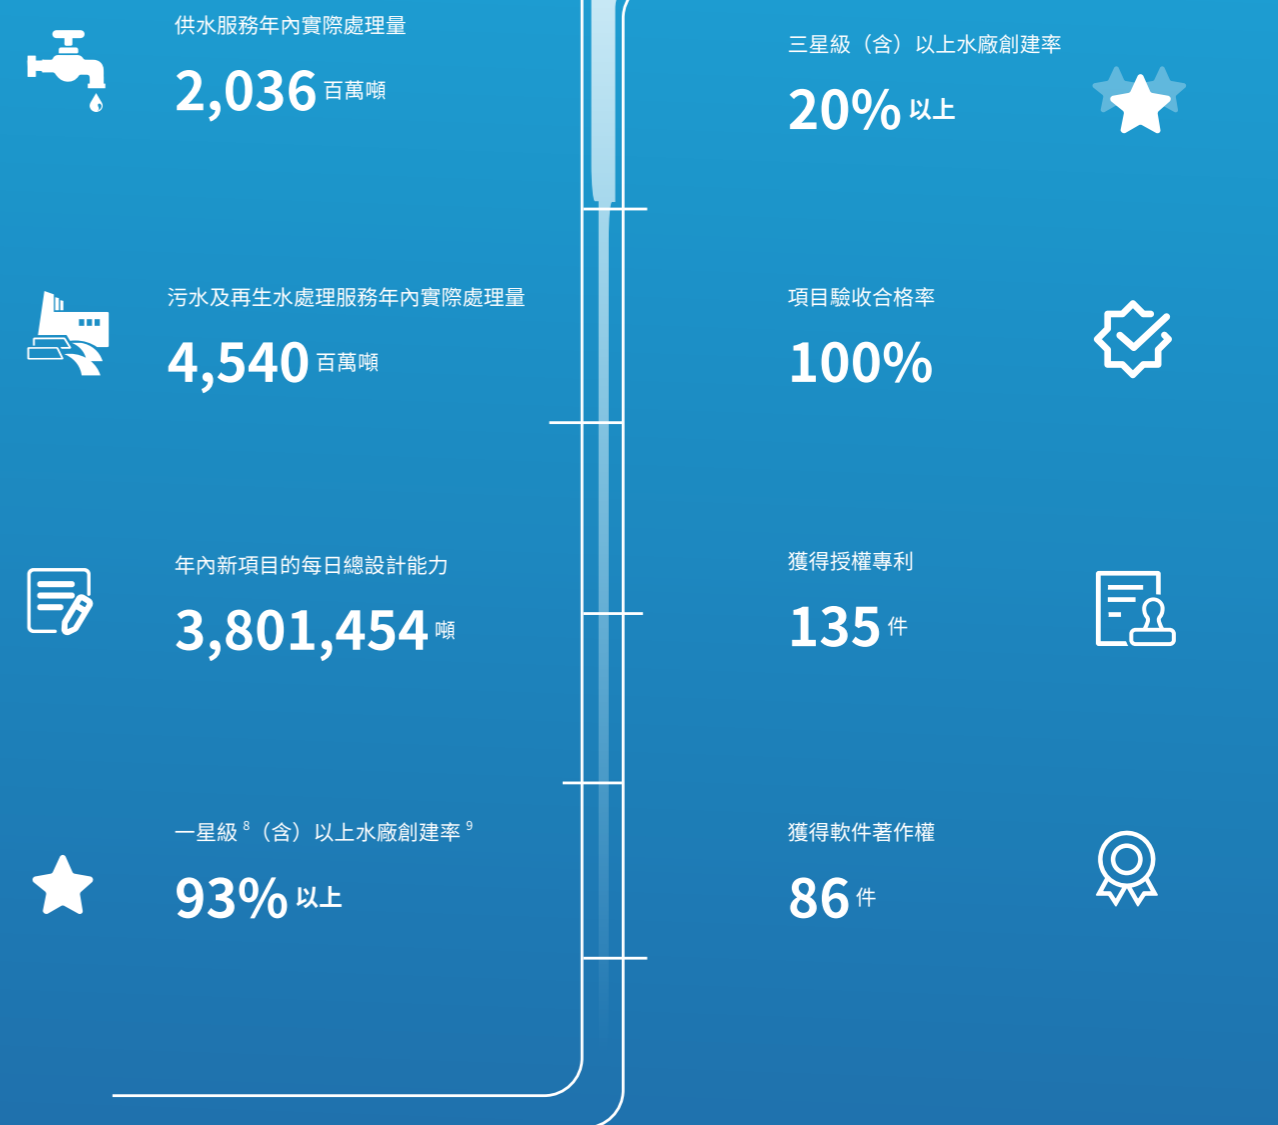 供水服務年內實際處理量
2,036 百萬噸
污水及再生水處理服務年內實際處理量
4,540 百萬噸
年內新項目的每日總設計能力
3,801,454 噸
一星級 8（含）以上水廠創建率 9
93% 以上
三星級（含）以上水廠創建率
20% 以上
項目驗收合格率
100%
獲得授權專利
135 件
獲得軟件著作權
86 件